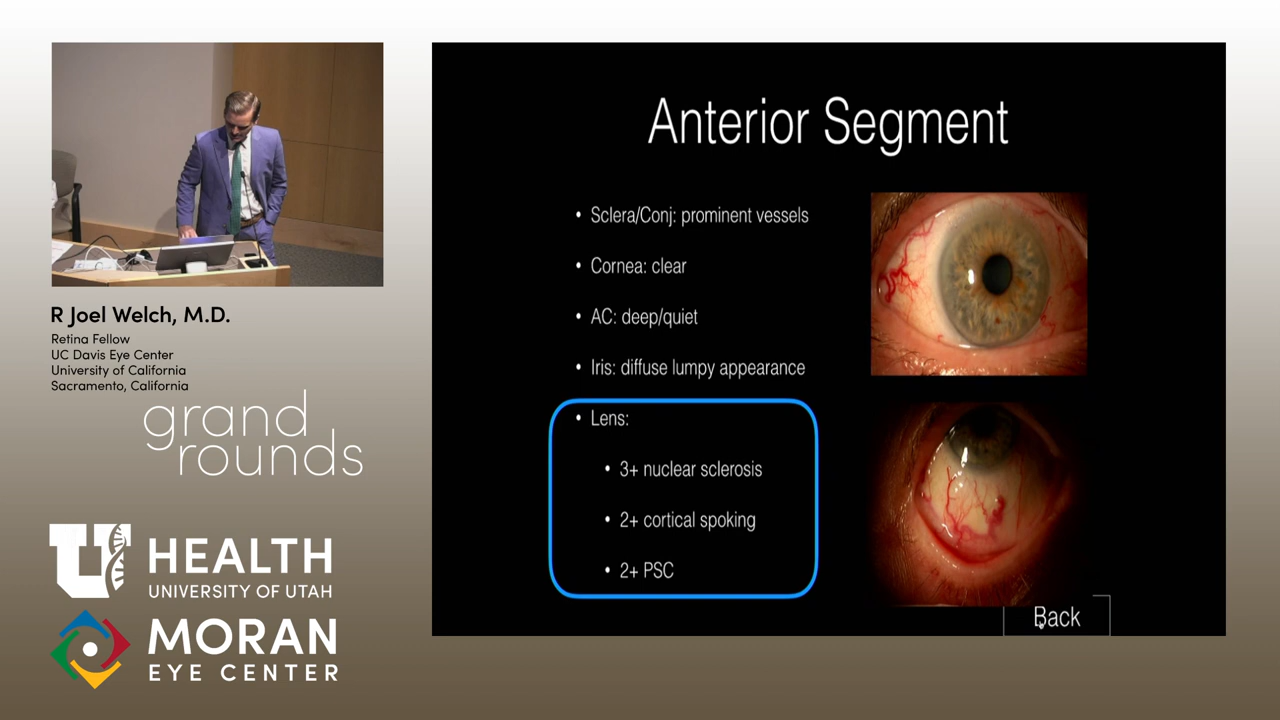 R Joel Welch, M.D.
Retina Fellow
UC Davis Eye Center
University of California
Sacramento, California
grand
rounds
U
HEALTH
UNIVERSITY OF UTAH
MORAN
EYE CENTER
Anterior Segment
• Sclera/Conj: prominent vessels
• Cornea: clear
• AC: deep/quiet
• Iris: diffuse lumpy appearance
• Lens:
• 3+ nuclear sclerosis
• 2+ cortical spoking
• 2+ PSC
Back